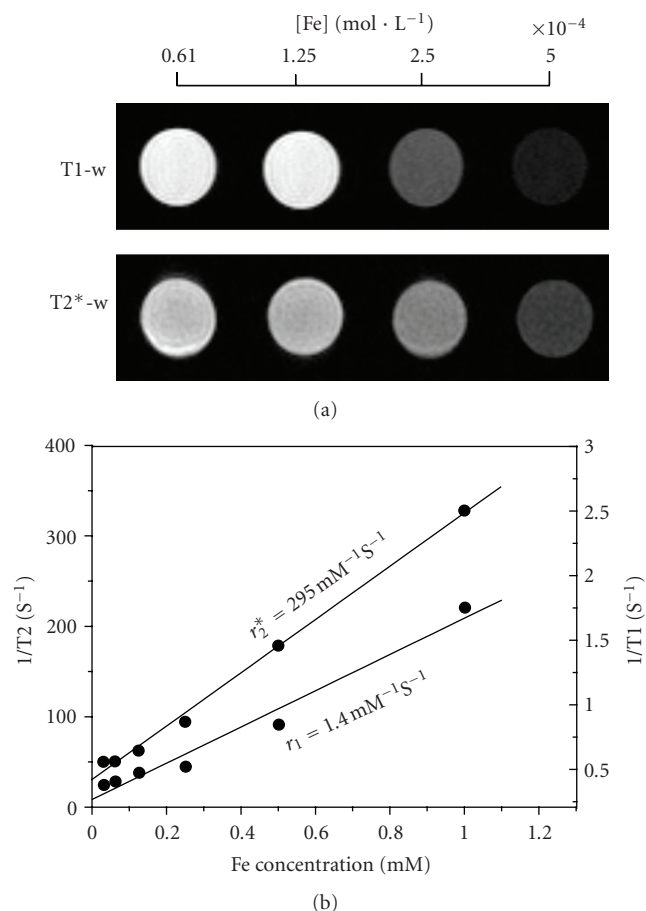 [Fe] (mol · L⁻¹) ×10⁻⁴
0.61 1.25 2.5 5
T1-w
T2*-w
(a)
400
300
200
100
0
1/T2 (S⁻¹)
r₂* = 295 mM⁻¹S⁻¹
r₁ = 1.4 mM⁻¹S⁻¹
3
2.5
2
1.5
1
0.5
1/T1 (S⁻¹)
0 0.2 0.4 0.6 0.8 1 1.2
Fe concentration (mM)
(b)